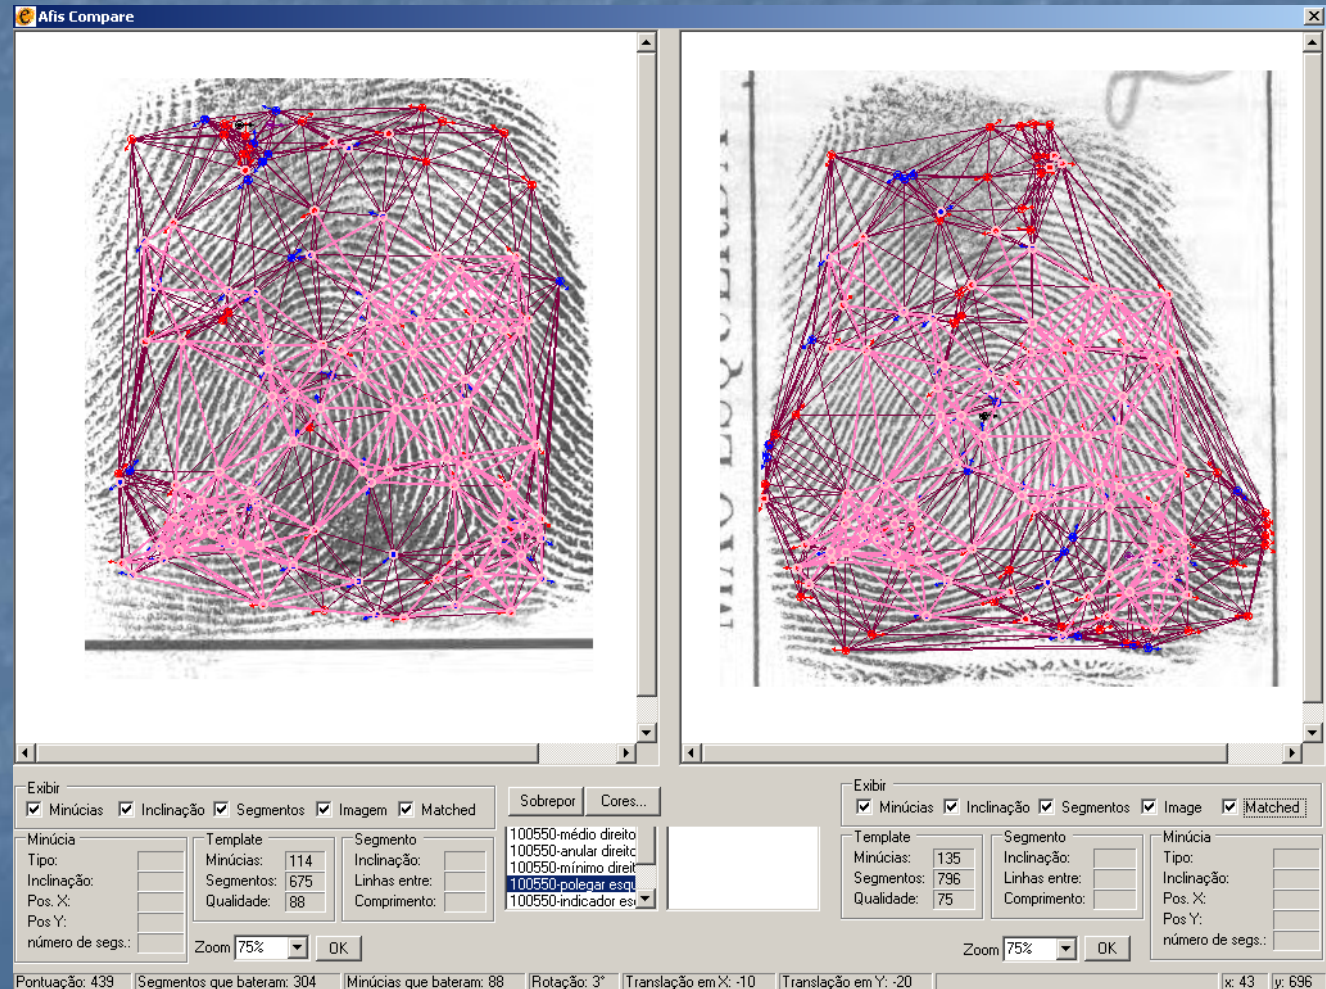 Afis Compare
Exibir
Minúcias Inclinação Segmentos Imagem Matched
Minúcia
Tipo:
Inclinação:
Pos. X:
Pos Y:
número de segs.:
Template
Minúcias: 114
Segmentos: 675
Qualidade: 88
Segmento
Inclinação:
Linhas entre:
Comprimento:
Zoom 75% OK
Sobrepor Cores...
100550-médio direito
100550-anular direito
100550-mínimo direit
100550-polegar esqu
100550-indicador es
Exibir
Minúcias Inclinação Segmentos Image Matched
Template
Minúcias: 135
Segmentos: 796
Qualidade: 75
Segmento
Inclinação:
Linhas entre:
Comprimento:
Minúcia
Tipo:
Inclinação:
Pos. X:
Pos Y:
número de segs.:
Zoom 75% OK
Pontuação: 439 Segmentos que bateram: 304 Minúcias que bateram: 88 Rotação: 3° Translação em X: -10 Translação em Y: -20 x: 43 y: 696